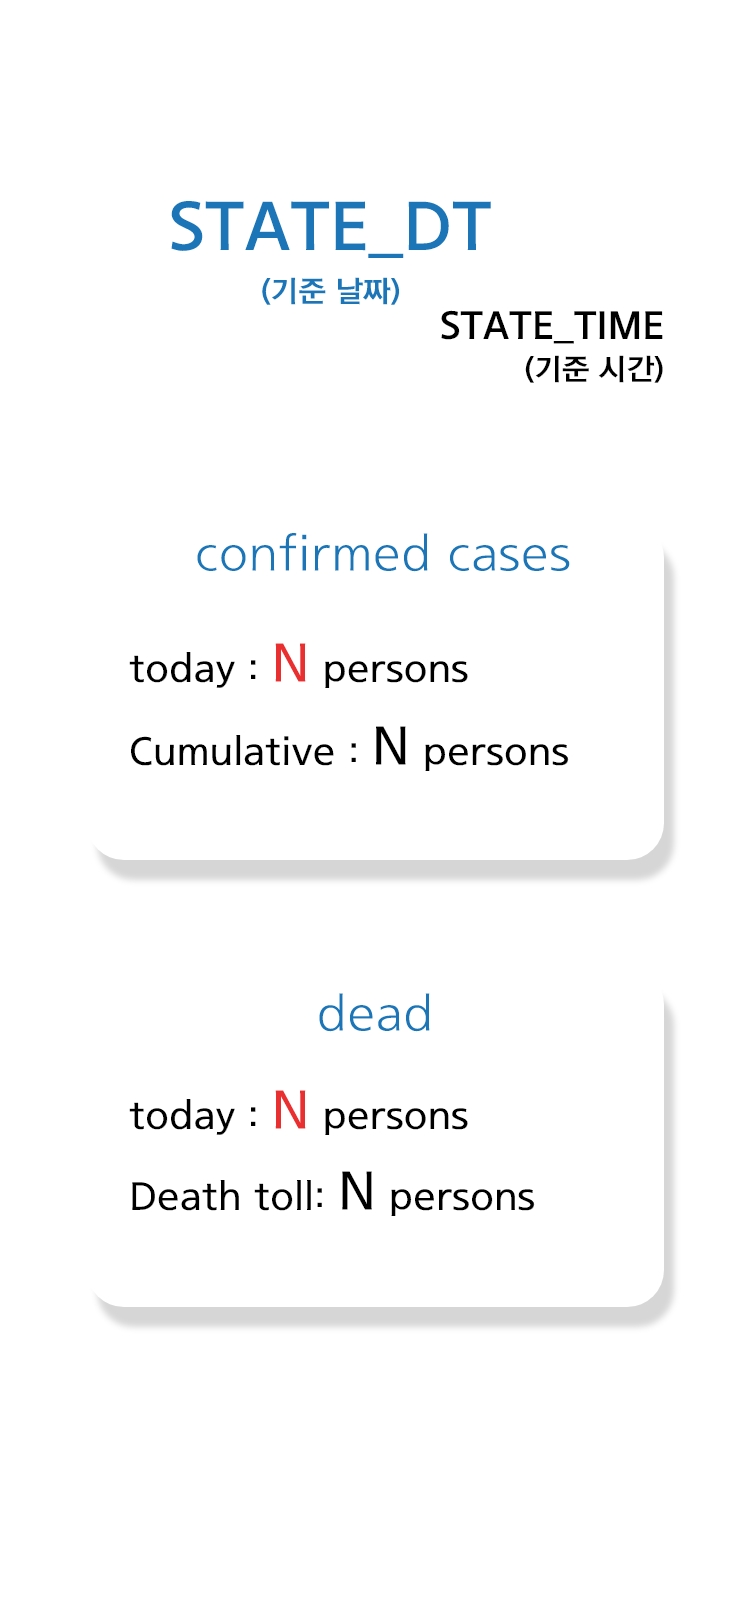 STATE_DT
(기준 날짜)
STATE_TIME
(기준 시간)
confirmed cases
today : N persons
Cumulative : N persons
dead
today : N persons
Death toll: N persons